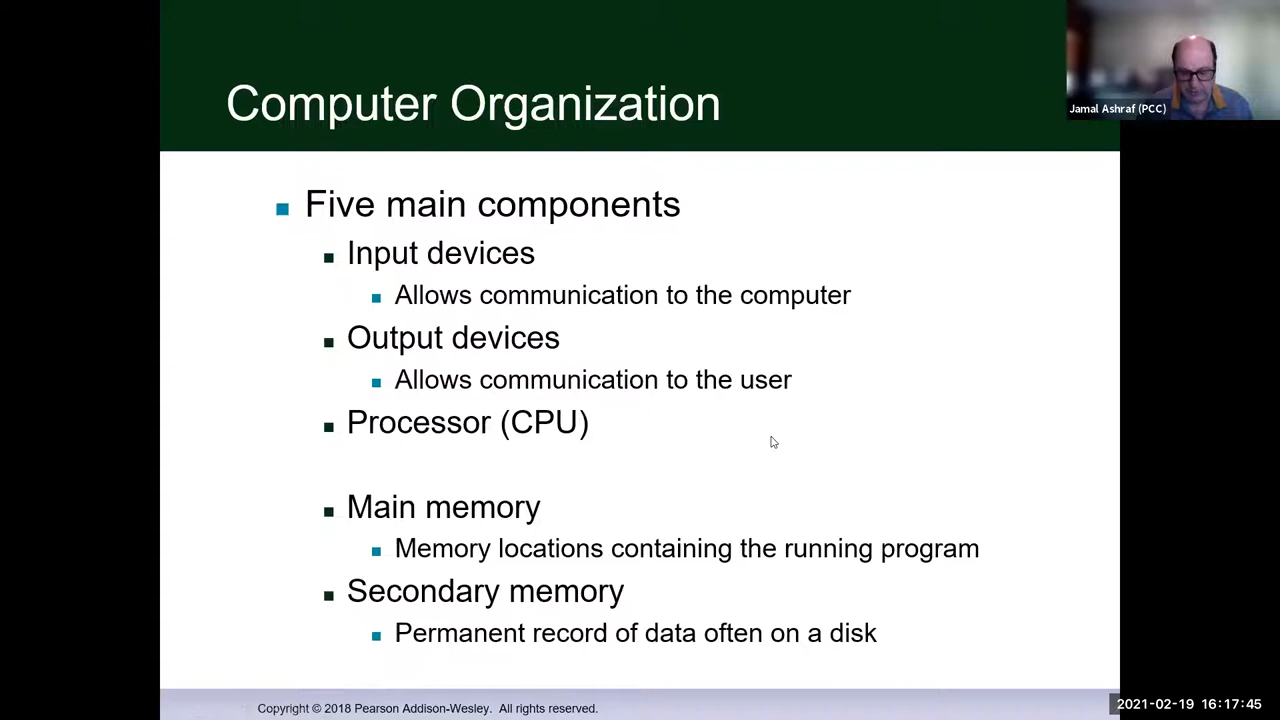 Computer Organization
Jamal Ashraf (PCC)
Five main components
Input devices
Allows communication to the computer
Output devices
Allows communication to the user
Processor (CPU)
Main memory
Memory locations containing the running program
Secondary memory
Permanent record of data often on a disk
Copyright © 2018 Pearson Addison-Wesley. All rights reserved.
2021-02-19 16:17:45